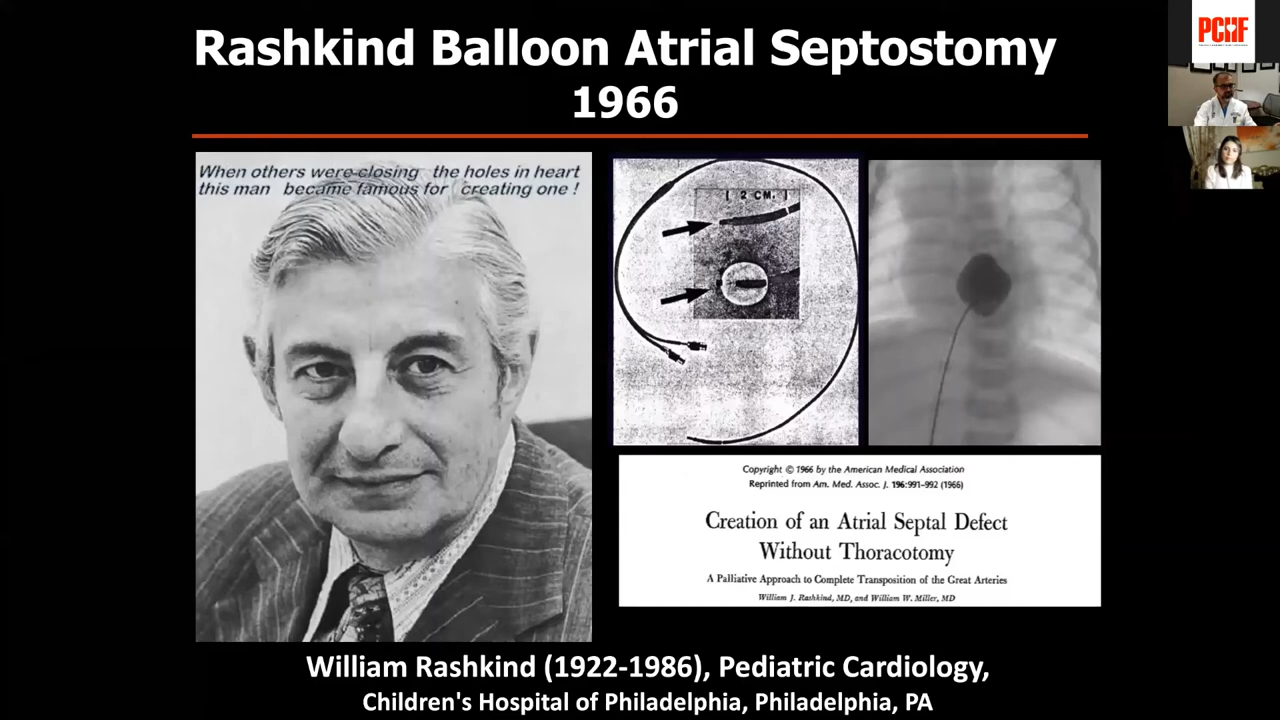 Rashkind Balloon Atrial Septostomy
1966
When others were closing the holes in heart
this man became famous for creating one !
[ 2 CM. ]
Copyright © 1966 by the American Medical Association
Reprinted from Am. Med. Assoc. J. 196:991–992 (1966)
Creation of an Atrial Septal Defect
Without Thoracotomy
A Palliative Approach to Complete Transposition of the Great Arteries
William J. Rashkind, MD, and William W. Miller, MD
William Rashkind (1922-1986), Pediatric Cardiology,
Children's Hospital of Philadelphia, Philadelphia, PA
PCHF